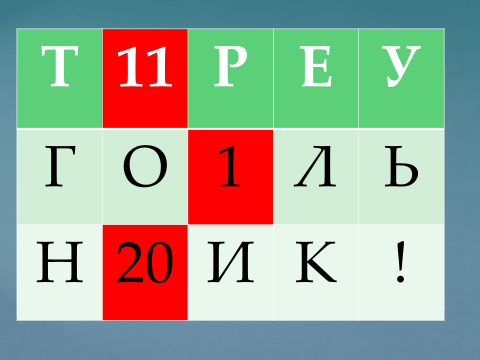 Т 11 Р Е У
Г О 1 Л Ь
Н 20 И К !